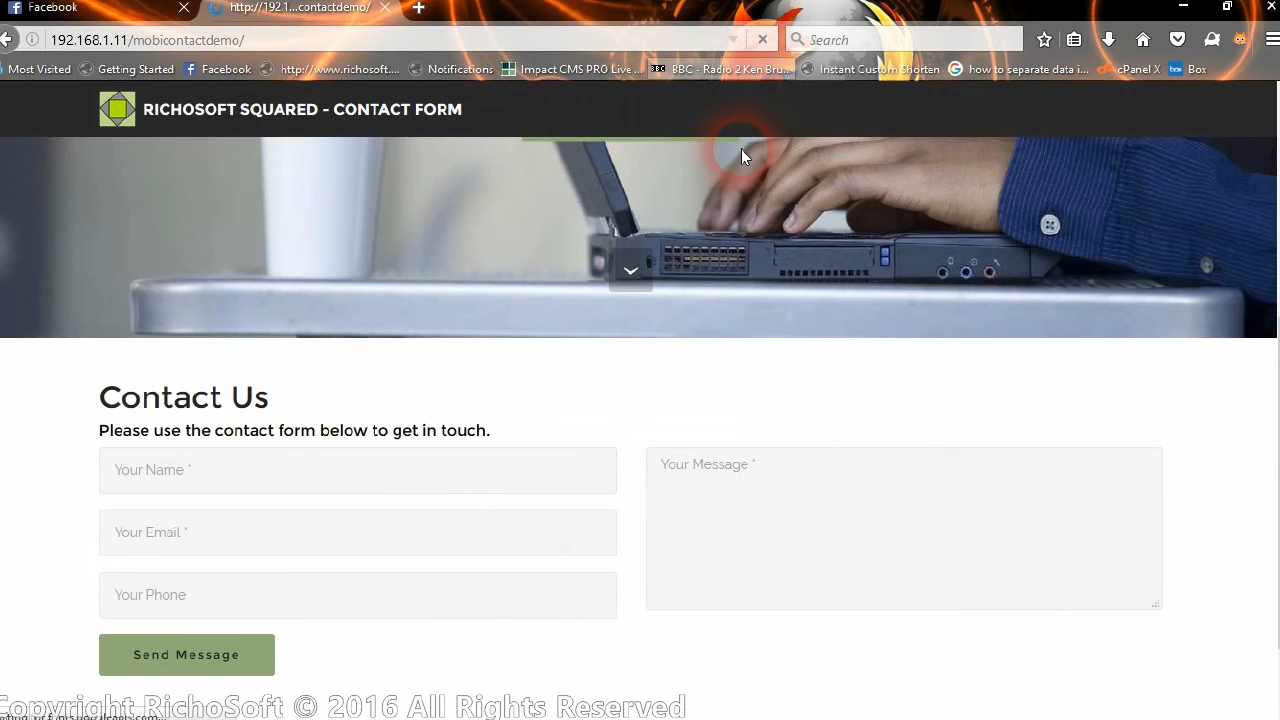 Facebook
http://192.1...contactdemo/
192.168.1.11/mobicontactdemo/
Search
Most Visited
Getting Started
Facebook
http://www.richosoft....
Notifications
Impact CMS PRO Live ...
BBC
BBC - Radio 2 Ken Bru...
Instant Custom Shorten
how to separate data i...
cPanel X
box
Box
RICHOSOFT SQUARED - CONTACT FORM
Contact Us
Please use the contact form below to get in touch.
Your Name *
Your Message *
Your Email *
Your Phone
Send Message
Copyright RichoSoft © 2016 All Rights Reserved